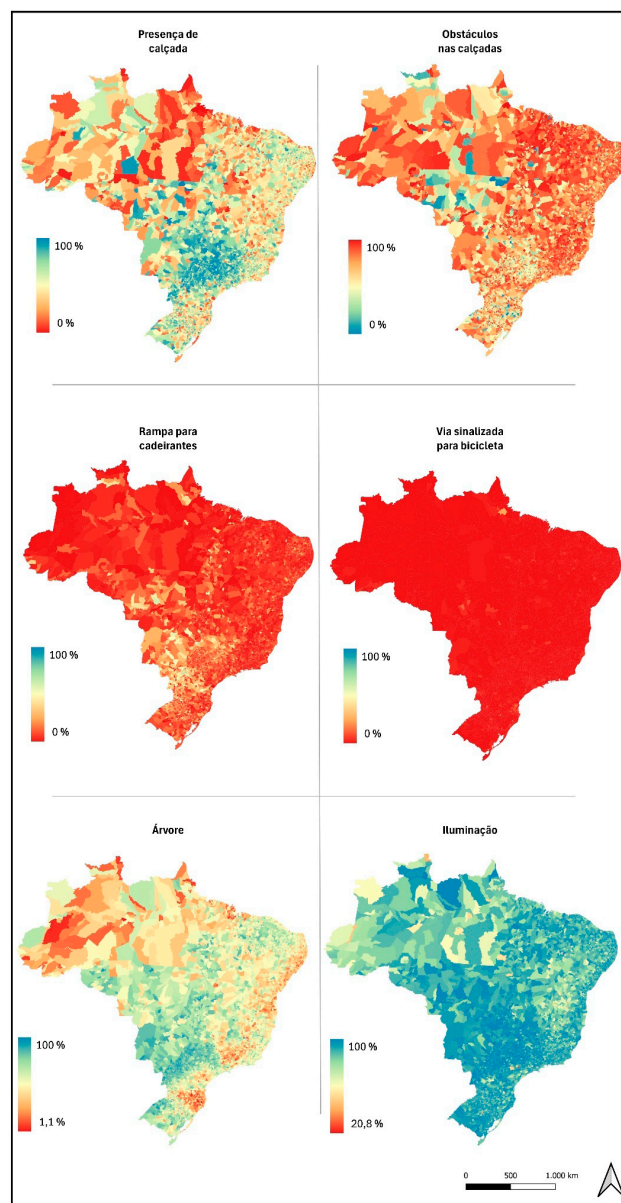 Presença de
calçada
Obstáculos
nas calçadas
100 %
0 %
100 %
0 %
Rampa para
cadeirantes
Via sinalizada
para bicicleta
100 %
0 %
100 %
0 %
Árvore
Iluminação
100 %
1,1 %
100 %
20,8 %
0 500 1.000 km